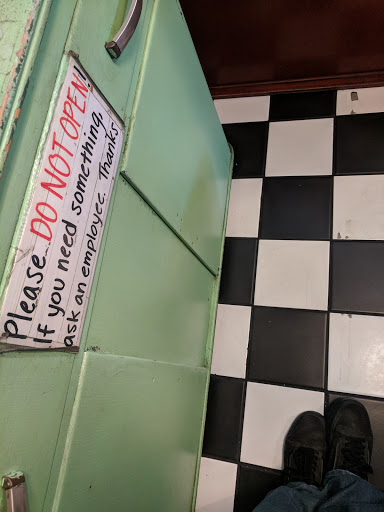 Please DO NOT OPEN!
If you need something,
ask an employee. Thanks